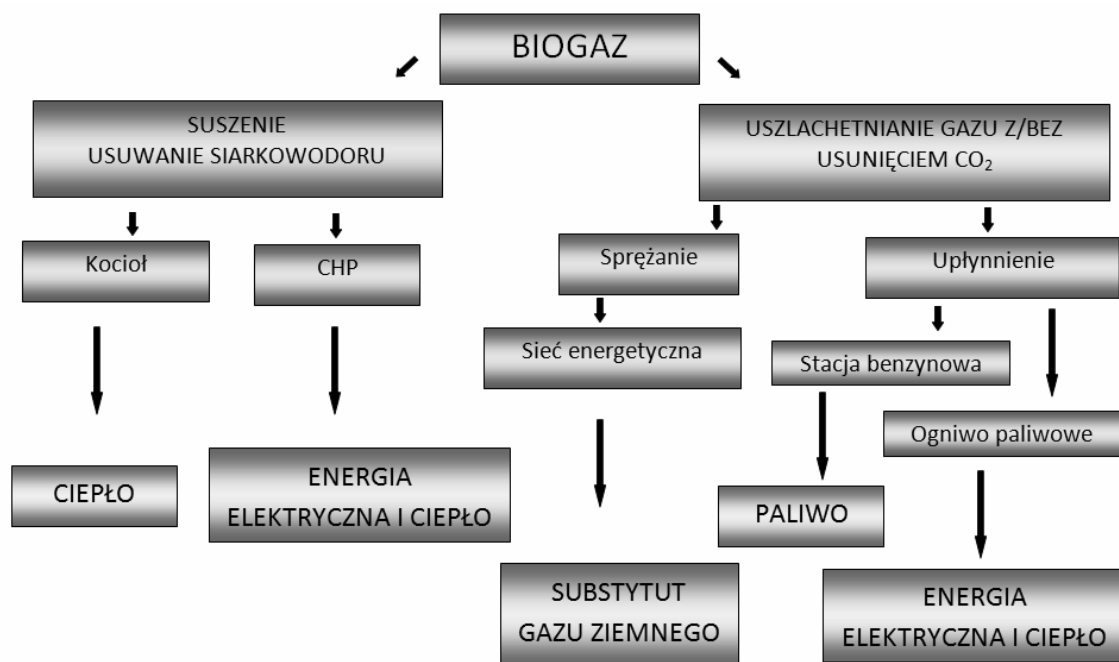 BIOGAZ
SUSZENIE
USUWANIE SIARKOWODORU
USZLACHETNIANIE GAZU Z/BEZ
USUNIĘCIEM CO₂
Kocioł
CHP
Sprężanie
Upłynnienie
Sieć energetyczna
Stacja benzynowa
Ogniwo paliwowe
CIEPŁO
ENERGIA
ELEKTRYCZNA I CIEPŁO
PALIWO
SUBSTYTUT
GAZU ZIEMNEGO
ENERGIA
ELEKTRYCZNA I CIEPŁO